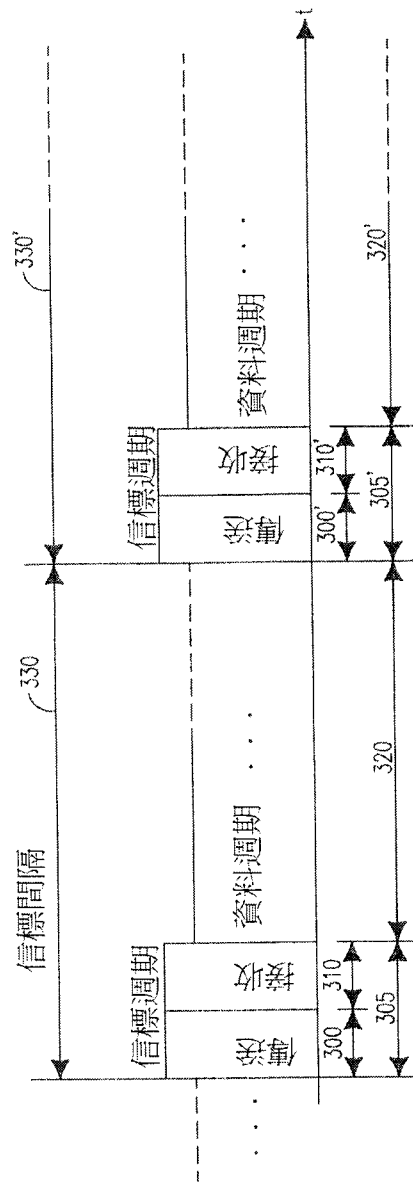 信標間隔
330
330'
信標週期
信標週期
傳送
接收
資料週期
. . .
傳送
接收
資料週期
. . .
. . .
t
300
310
300'
310'
305
320
305'
320'